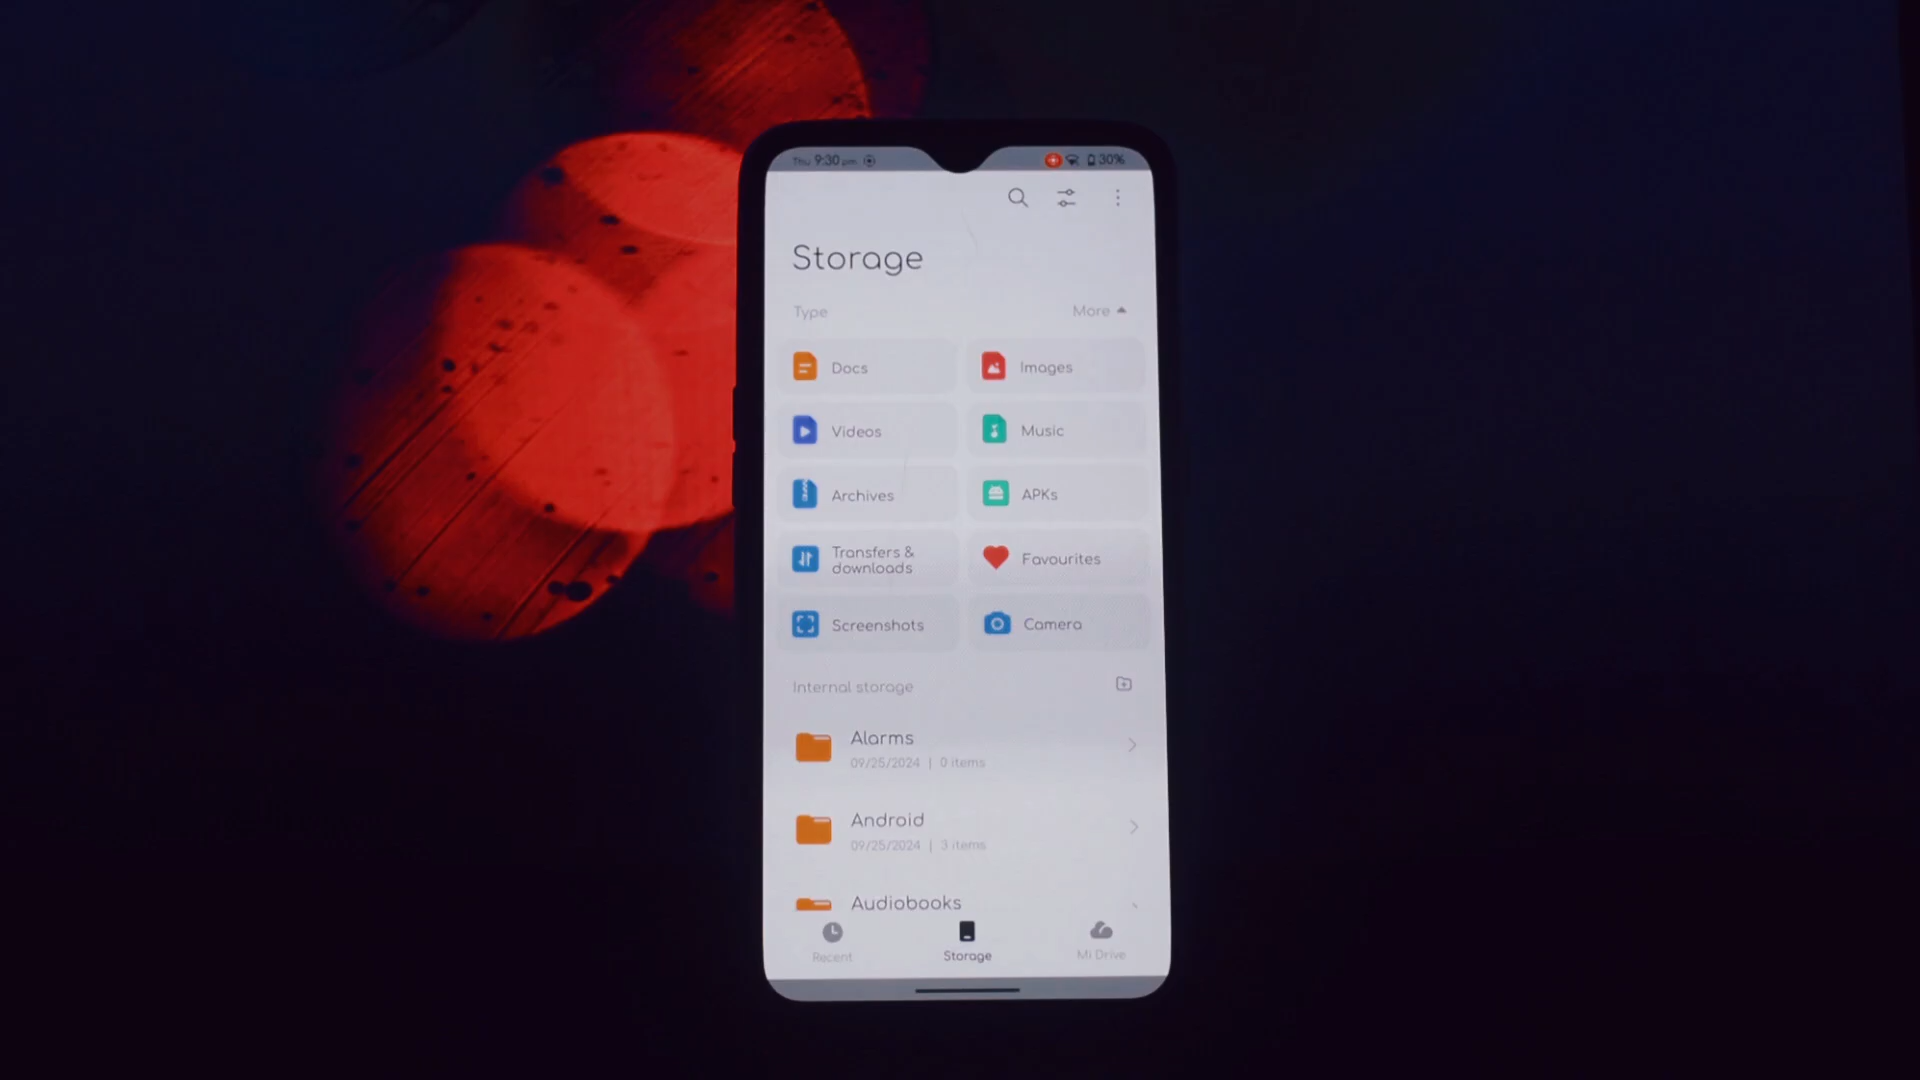 Thu 9:30 pm 30%
Storage
Type More
Docs Images
Videos Music
Archives APKs
Transfers &
downloads
Favourites
Screenshots Camera
Internal storage
Alarms
09/25/2024 | 0 items
Android
09/25/2024 | 3 items
Audiobooks
Recent Storage Mi Drive